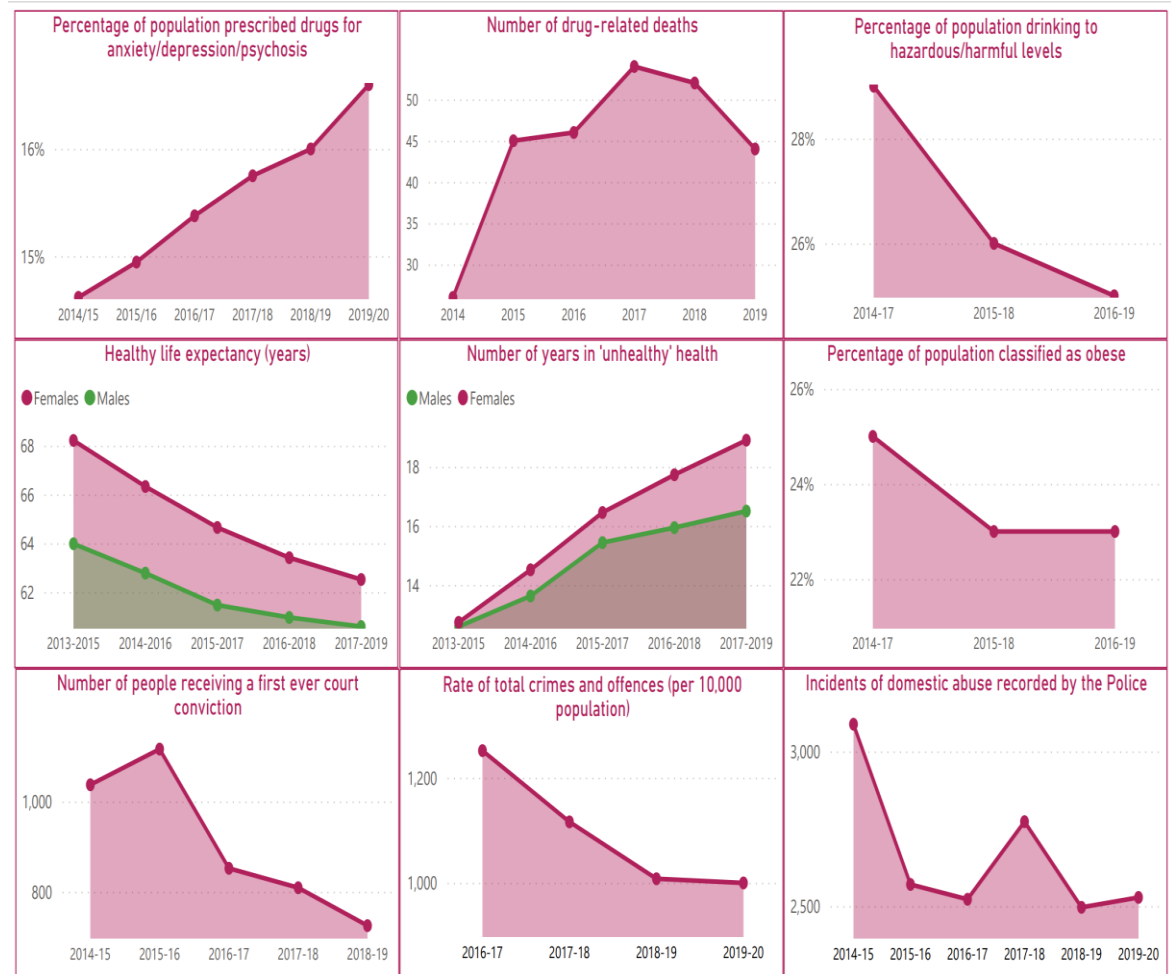 Percentage of population prescribed drugs for
anxiety/depression/psychosis
16%
15%
2014/15 2015/16 2016/17 2017/18 2018/19 2019/20
Number of drug-related deaths
50
45
40
35
30
2014 2015 2016 2017 2018 2019
Percentage of population drinking to
hazardous/harmful levels
28%
26%
2014-17 2015-18 2016-19
Healthy life expectancy (years)
Females Males
68
66
64
62
2013-2015 2014-2016 2015-2017 2016-2018 2017-2019
Number of years in 'unhealthy' health
Males Females
18
16
14
2013-2015 2014-2016 2015-2017 2016-2018 2017-2019
Percentage of population classified as obese
26%
24%
22%
2014-17 2015-18 2016-19
Number of people receiving a first ever court
conviction
1,000
800
2014-15 2015-16 2016-17 2017-18 2018-19
Rate of total crimes and offences (per 10,000
population)
1,200
1,000
2016-17 2017-18 2018-19 2019-20
Incidents of domestic abuse recorded by the Police
3,000
2,500
2014-15 2015-16 2016-17 2017-18 2018-19 2019-20